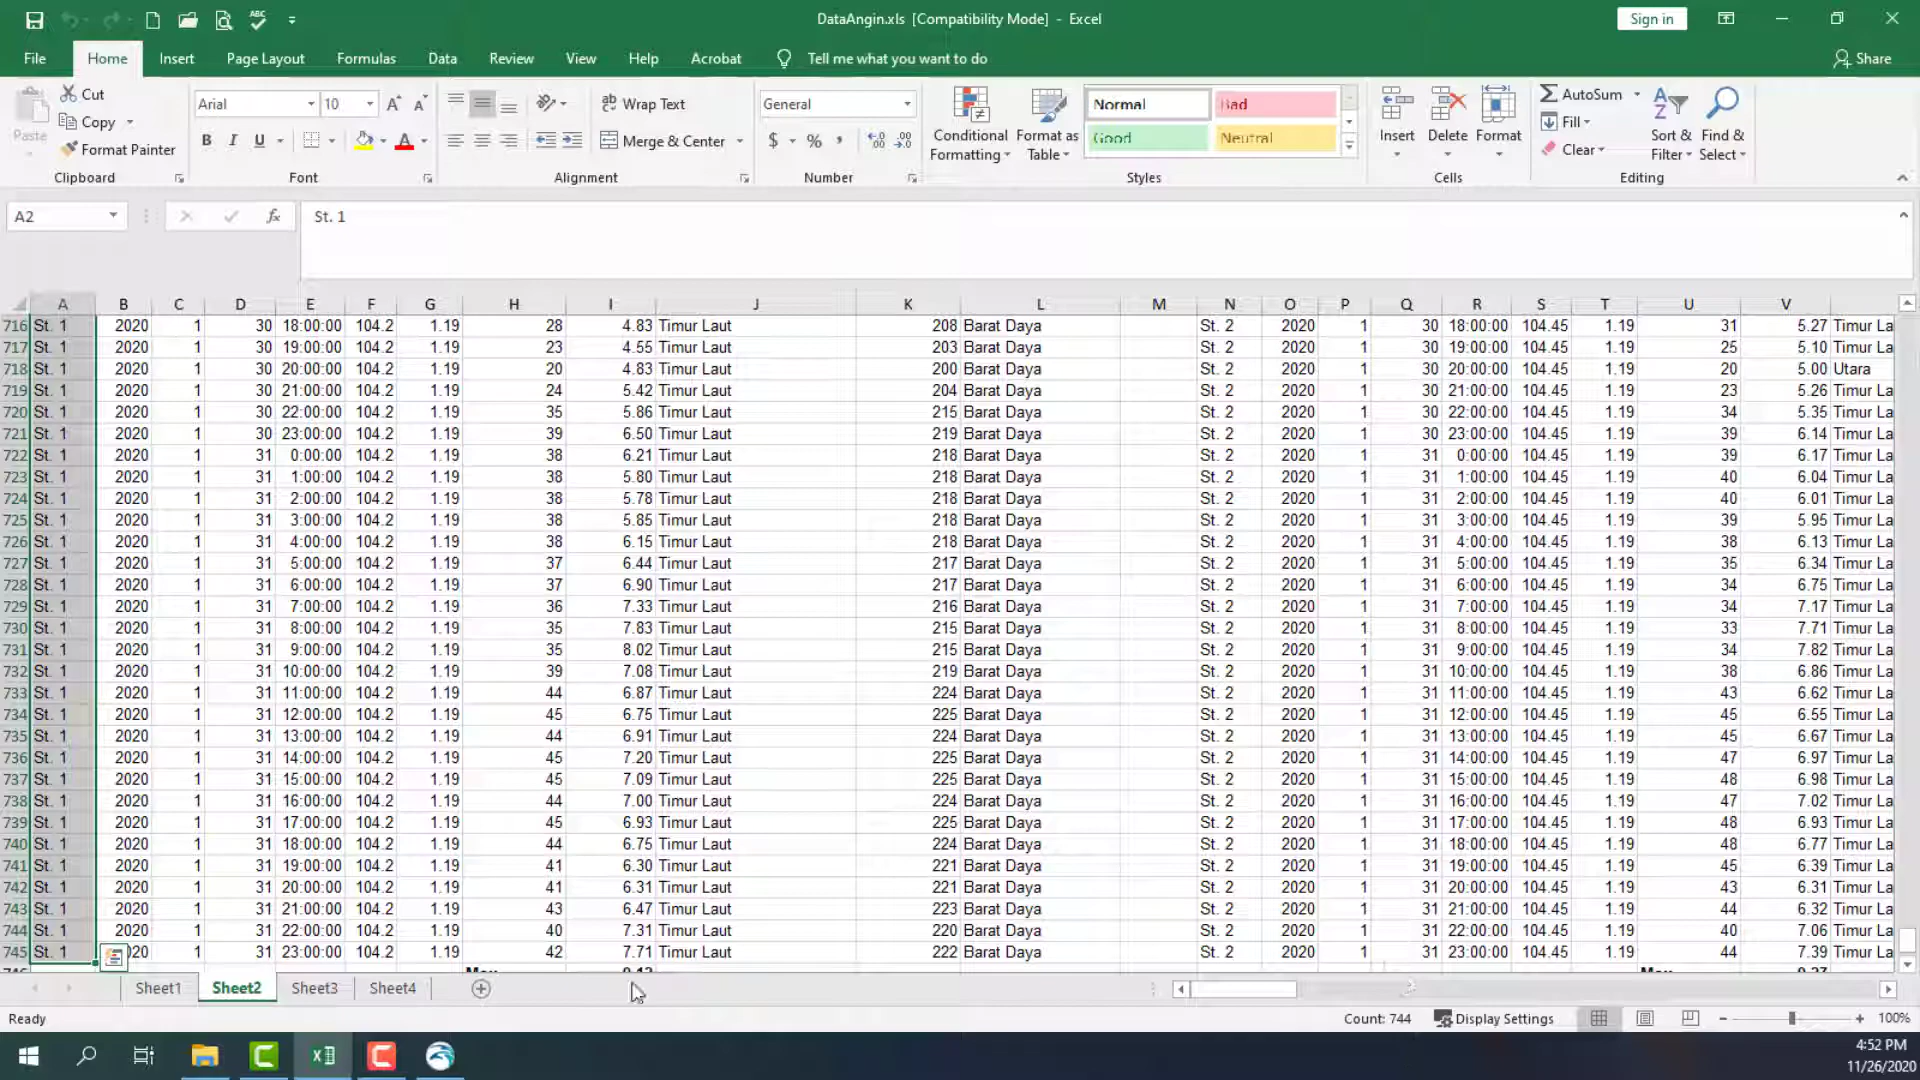 DataAngin.xls [Compatibility Mode] - Excel
Sign in
File Home Insert Page Layout Formulas Data Review View Help Acrobat Tell me what you want to do Share
Cut
Copy
Format Painter
Paste
Clipboard
Arial 10
B I U
Font
Wrap Text
Merge & Center
Alignment
General
$ %
Number
Conditional Formatting
Format as Table
Normal Bad
Good Neutral
Styles
Insert Delete Format
Cells
AutoSum
Fill
Clear
Sort & Filter
Find & Select
Editing
A2 fx St. 1
A B C D E F G H I J K L M N O P Q R S T U V
716 St. 1 2020 1 30 18:00:00 104.2 1.19 28 4.83 Timur Laut 208 Barat Daya St. 2 2020 1 30 18:00:00 104.45 1.19 31 5.27 Timur La
717 St. 1 2020 1 30 19:00:00 104.2 1.19 23 4.55 Timur Laut 203 Barat Daya St. 2 2020 1 30 19:00:00 104.45 1.19 25 5.10 Timur La
718 St. 1 2020 1 30 20:00:00 104.2 1.19 20 4.83 Timur Laut 200 Barat Daya St. 2 2020 1 30 20:00:00 104.45 1.19 20 5.00 Utara
719 St. 1 2020 1 30 21:00:00 104.2 1.19 24 5.42 Timur Laut 204 Barat Daya St. 2 2020 1 30 21:00:00 104.45 1.19 23 5.26 Timur La
720 St. 1 2020 1 30 22:00:00 104.2 1.19 35 5.86 Timur Laut 215 Barat Daya St. 2 2020 1 30 22:00:00 104.45 1.19 34 5.35 Timur La
721 St. 1 2020 1 30 23:00:00 104.2 1.19 39 6.50 Timur Laut 219 Barat Daya St. 2 2020 1 30 23:00:00 104.45 1.19 39 6.14 Timur La
722 St. 1 2020 1 31 0:00:00 104.2 1.19 38 6.21 Timur Laut 218 Barat Daya St. 2 2020 1 31 0:00:00 104.45 1.19 39 6.17 Timur La
723 St. 1 2020 1 31 1:00:00 104.2 1.19 38 5.80 Timur Laut 218 Barat Daya St. 2 2020 1 31 1:00:00 104.45 1.19 40 6.04 Timur La
724 St. 1 2020 1 31 2:00:00 104.2 1.19 38 5.78 Timur Laut 218 Barat Daya St. 2 2020 1 31 2:00:00 104.45 1.19 40 6.01 Timur La
725 St. 1 2020 1 31 3:00:00 104.2 1.19 38 5.85 Timur Laut 218 Barat Daya St. 2 2020 1 31 3:00:00 104.45 1.19 39 5.95 Timur La
726 St. 1 2020 1 31 4:00:00 104.2 1.19 38 6.15 Timur Laut 218 Barat Daya St. 2 2020 1 31 4:00:00 104.45 1.19 38 6.13 Timur La
727 St. 1 2020 1 31 5:00:00 104.2 1.19 37 6.44 Timur Laut 217 Barat Daya St. 2 2020 1 31 5:00:00 104.45 1.19 35 6.34 Timur La
728 St. 1 2020 1 31 6:00:00 104.2 1.19 37 6.90 Timur Laut 217 Barat Daya St. 2 2020 1 31 6:00:00 104.45 1.19 34 6.75 Timur La
729 St. 1 2020 1 31 7:00:00 104.2 1.19 36 7.33 Timur Laut 216 Barat Daya St. 2 2020 1 31 7:00:00 104.45 1.19 34 7.17 Timur La
730 St. 1 2020 1 31 8:00:00 104.2 1.19 35 7.83 Timur Laut 215 Barat Daya St. 2 2020 1 31 8:00:00 104.45 1.19 33 7.71 Timur La
731 St. 1 2020 1 31 9:00:00 104.2 1.19 35 8.02 Timur Laut 215 Barat Daya St. 2 2020 1 31 9:00:00 104.45 1.19 34 7.82 Timur La
732 St. 1 2020 1 31 10:00:00 104.2 1.19 39 7.08 Timur Laut 219 Barat Daya St. 2 2020 1 31 10:00:00 104.45 1.19 38 6.86 Timur La
733 St. 1 2020 1 31 11:00:00 104.2 1.19 44 6.87 Timur Laut 224 Barat Daya St. 2 2020 1 31 11:00:00 104.45 1.19 43 6.62 Timur La
734 St. 1 2020 1 31 12:00:00 104.2 1.19 45 6.75 Timur Laut 225 Barat Daya St. 2 2020 1 31 12:00:00 104.45 1.19 45 6.55 Timur La
735 St. 1 2020 1 31 13:00:00 104.2 1.19 44 6.91 Timur Laut 224 Barat Daya St. 2 2020 1 31 13:00:00 104.45 1.19 45 6.67 Timur La
736 St. 1 2020 1 31 14:00:00 104.2 1.19 45 7.20 Timur Laut 225 Barat Daya St. 2 2020 1 31 14:00:00 104.45 1.19 47 6.97 Timur La
737 St. 1 2020 1 31 15:00:00 104.2 1.19 45 7.09 Timur Laut 225 Barat Daya St. 2 2020 1 31 15:00:00 104.45 1.19 48 6.98 Timur La
738 St. 1 2020 1 31 16:00:00 104.2 1.19 44 7.00 Timur Laut 224 Barat Daya St. 2 2020 1 31 16:00:00 104.45 1.19 47 7.02 Timur La
739 St. 1 2020 1 31 17:00:00 104.2 1.19 45 6.93 Timur Laut 225 Barat Daya St. 2 2020 1 31 17:00:00 104.45 1.19 48 6.93 Timur La
740 St. 1 2020 1 31 18:00:00 104.2 1.19 44 6.75 Timur Laut 224 Barat Daya St. 2 2020 1 31 18:00:00 104.45 1.19 48 6.77 Timur La
741 St. 1 2020 1 31 19:00:00 104.2 1.19 41 6.30 Timur Laut 221 Barat Daya St. 2 2020 1 31 19:00:00 104.45 1.19 45 6.39 Timur La
742 St. 1 2020 1 31 20:00:00 104.2 1.19 41 6.31 Timur Laut 221 Barat Daya St. 2 2020 1 31 20:00:00 104.45 1.19 43 6.31 Timur La
743 St. 1 2020 1 31 21:00:00 104.2 1.19 43 6.47 Timur Laut 223 Barat Daya St. 2 2020 1 31 21:00:00 104.45 1.19 44 6.32 Timur La
744 St. 1 2020 1 31 22:00:00 104.2 1.19 40 7.31 Timur Laut 220 Barat Daya St. 2 2020 1 31 22:00:00 104.45 1.19 40 7.06 Timur La
745 St. 1 020 1 31 23:00:00 104.2 1.19 42 7.71 Timur Laut 222 Barat Daya St. 2 2020 1 31 23:00:00 104.45 1.19 44 7.39 Timur La
Sheet1 Sheet2 Sheet3 Sheet4
Ready Count: 744 Display Settings 100%
4:52 PM
11/26/2020